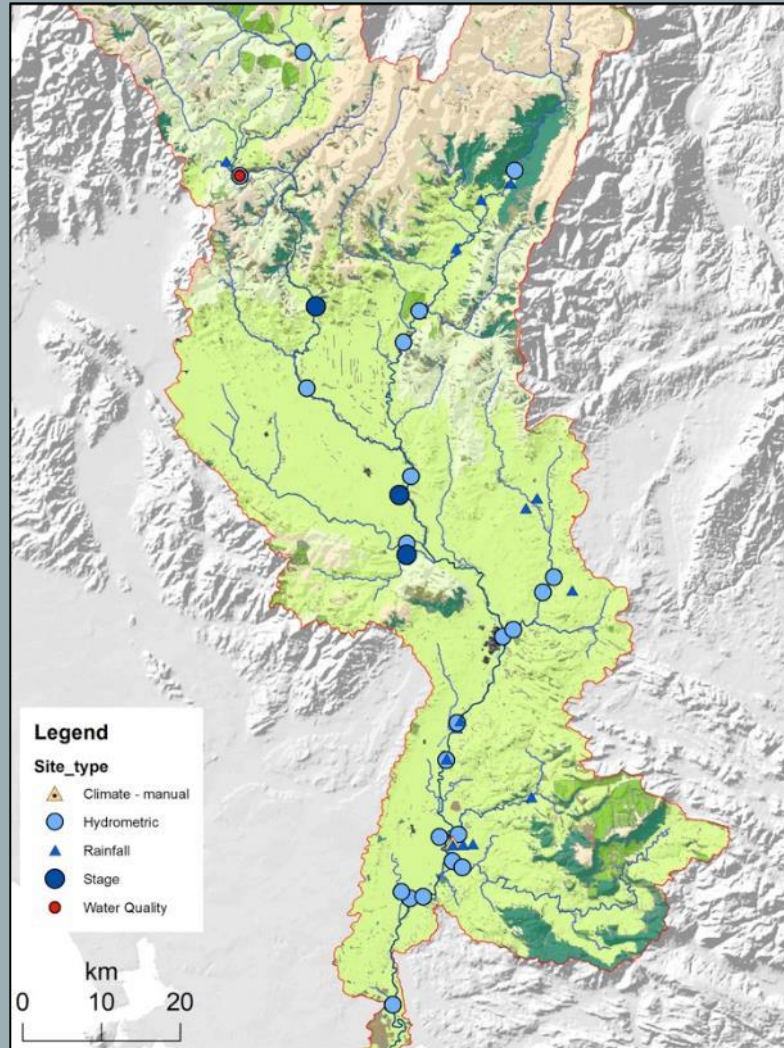 Legend
Site_type
Climate - manual
Hydrometric
Rainfall
Stage
Water Quality
km
0 10 20